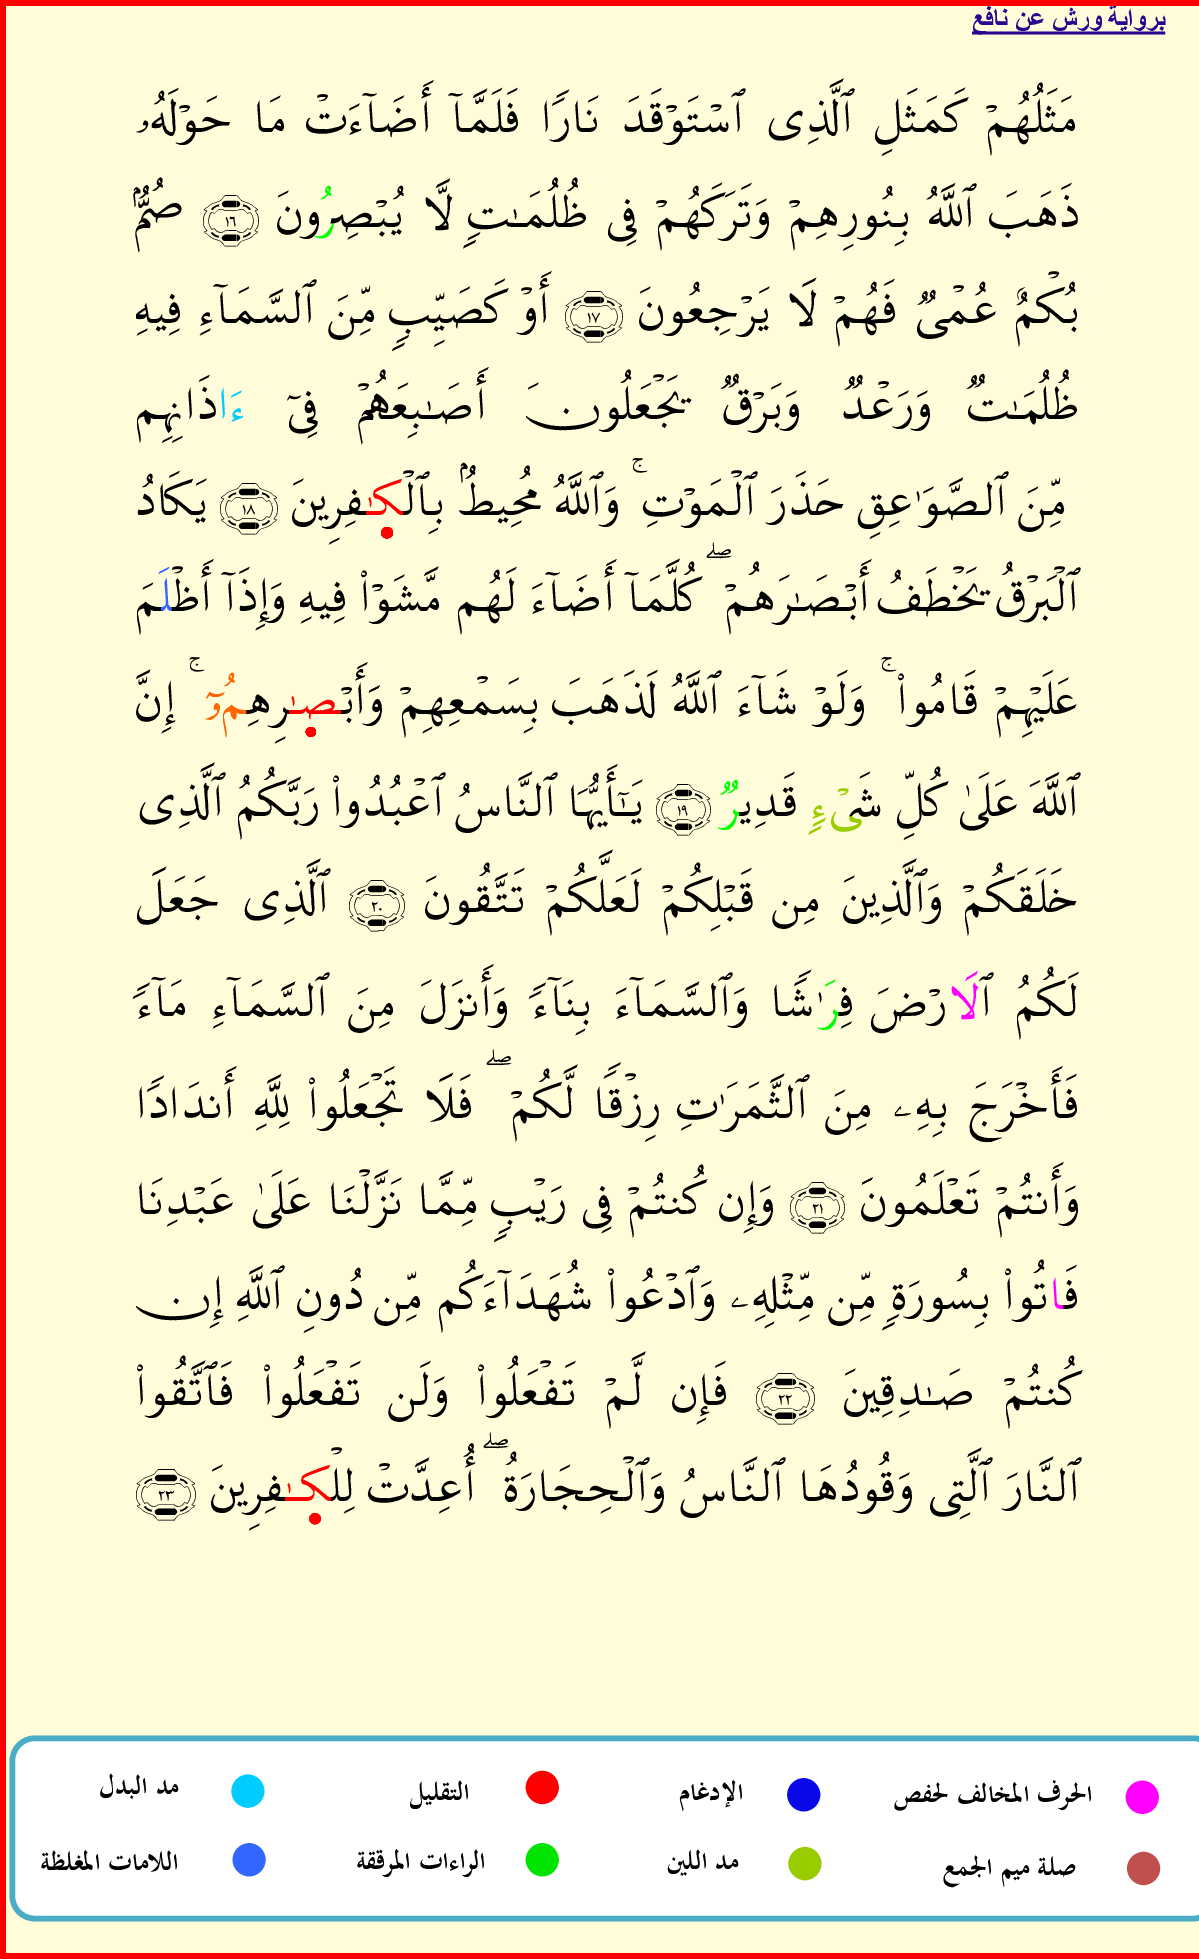 برواية ورش عن نافع
مَثَلُهُمْ كَمَثَلِ ٱلَّذِى ٱسْتَوْقَدَ نَارًا فَلَمَّآ أَضَآءَتْ مَا حَوْلَهُۥ
ذَهَبَ ٱللَّهُ بِنُورِهِمْ وَتَرَكَهُمْ فِى ظُلُمَـٰتٍ لَّا يُبْصِرُونَ ١٦ صُمٌّۢ
بُكْمٌ عُمْىٌ فَهُمْ لَا يَرْجِعُونَ ١٧ أَوْ كَصَيِّبٍ مِّنَ ٱلسَّمَآءِ فِيهِ
ظُلُمَـٰتٌ وَرَعْدٌ وَبَرْقٌ يَجْعَلُونَ أَصَـٰبِعَهُمْ فِىٓ ءَاذَانِهِم
مِّنَ ٱلصَّوَٰعِقِ حَذَرَ ٱلْمَوْتِ ۚ وَٱللَّهُ مُحِيطٌۢ بِٱلْكَـٰفِرِينَ ١٨ يَكَادُ
ٱلْبَرْقُ يَخْطَفُ أَبْصَـٰرَهُمْ ۖ كُلَّمَآ أَضَآءَ لَهُم مَّشَوْا۟ فِيهِ وَإِذَآ أَظْلَمَ
عَلَيْهِمْ قَامُوا۟ ۚ وَلَوْ شَآءَ ٱللَّهُ لَذَهَبَ بِسَمْعِهِمْ وَأَبْصَـٰرِهِمُۥٓ ۚ إِنَّ
ٱللَّهَ عَلَىٰ كُلِّ شَىْءٍ قَدِيرٌ ١٩ يَـٰٓأَيُّهَا ٱلنَّاسُ ٱعْبُدُوا۟ رَبَّكُمُ ٱلَّذِى
خَلَقَكُمْ وَٱلَّذِينَ مِن قَبْلِكُمْ لَعَلَّكُمْ تَتَّقُونَ ٢٠ ٱلَّذِى جَعَلَ
لَكُمُ ٱلَارْضَ فِرَٰشًا وَٱلسَّمَآءَ بِنَآءً وَأَنزَلَ مِنَ ٱلسَّمَآءِ مَآءً
فَأَخْرَجَ بِهِۦ مِنَ ٱلثَّمَرَٰتِ رِزْقًا لَّكُمْ ۖ فَلَا تَجْعَلُوا۟ لِلَّهِ أَندَادًا
وَأَنتُمْ تَعْلَمُونَ ٢١ وَإِن كُنتُمْ فِى رَيْبٍ مِّمَّا نَزَّلْنَا عَلَىٰ عَبْدِنَا
فَاتُوا۟ بِسُورَةٍ مِّن مِّثْلِهِۦ وَٱدْعُوا۟ شُهَدَآءَكُم مِّن دُونِ ٱللَّهِ إِن
كُنتُمْ صَـٰدِقِينَ ٢٢ فَإِن لَّمْ تَفْعَلُوا۟ وَلَن تَفْعَلُوا۟ فَٱتَّقُوا۟
ٱلنَّارَ ٱلَّتِى وَقُودُهَا ٱلنَّاسُ وَٱلْحِجَارَةُ ۖ أُعِدَّتْ لِلْكَـٰفِرِينَ ٢٣
الحرف المخالف لحفص الإدغام التقليل مد البدل
صلة ميم الجمع مد اللين الراءات المرققة اللامات المغلظة